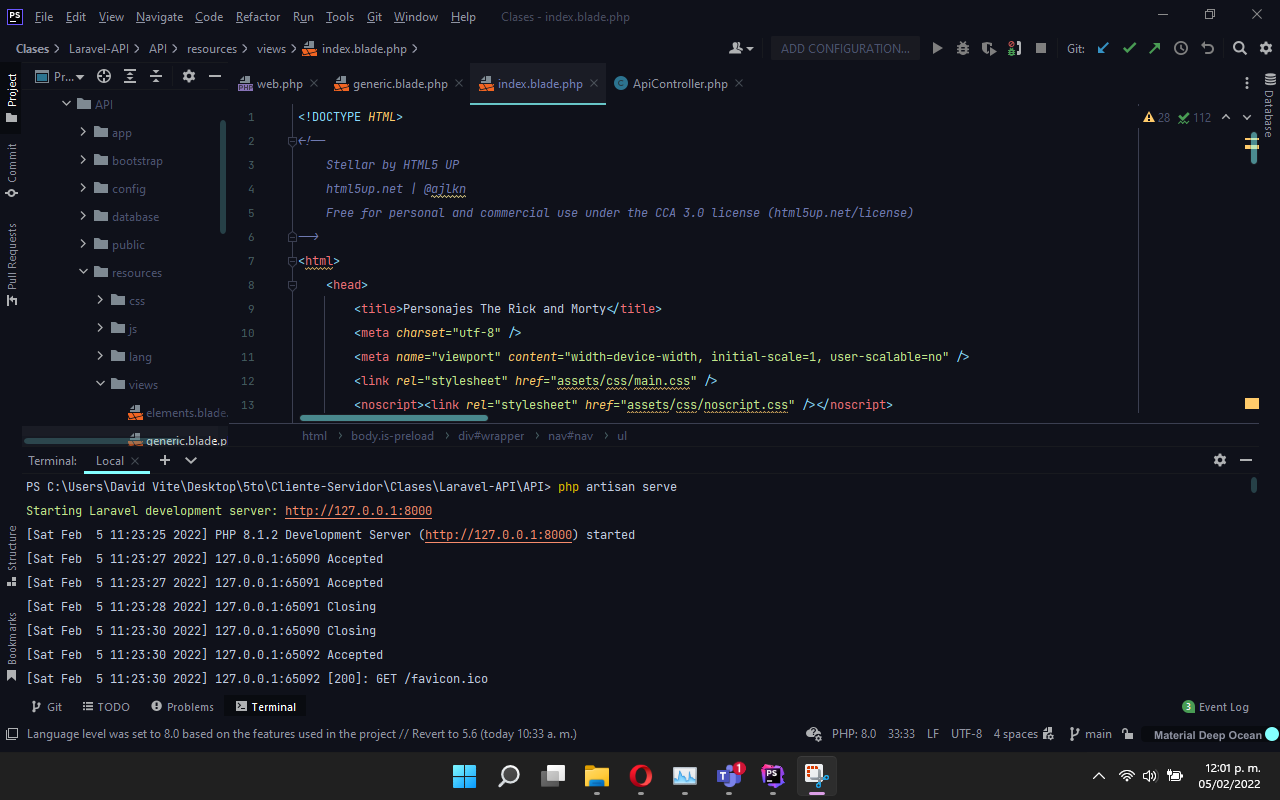 PS File Edit View Navigate Code Refactor Run Tools Git Window Help Clases - index.blade.php
Clases Laravel-API API resources views index.blade.php ADD CONFIGURATION... Git:
Pr... web.php generic.blade.php index.blade.php ApiController.php
Project
Commit
Pull Requests
Structure
Bookmarks
Database
API
app
bootstrap
config
database
public
resources
css
js
lang
views
elements.blade.
generic.blade.p
28 112
1 <!DOCTYPE HTML>
2 <!--
3 Stellar by HTML5 UP
4 html5up.net | @ajlkn
5 Free for personal and commercial use under the CCA 3.0 license (html5up.net/license)
6 -->
7 <html>
8 <head>
9 <title>Personajes The Rick and Morty</title>
10 <meta charset="utf-8" />
11 <meta name="viewport" content="width=device-width, initial-scale=1, user-scalable=no" />
12 <link rel="stylesheet" href="assets/css/main.css" />
13 <noscript><link rel="stylesheet" href="assets/css/noscript.css" /></noscript>
html body.is-preload div#wrapper nav#nav ul
Terminal: Local
PS C:\Users\David Vite\Desktop\5to\Cliente-Servidor\Clases\Laravel-API\API> php artisan serve
Starting Laravel development server: http://127.0.0.1:8000
[Sat Feb  5 11:23:25 2022] PHP 8.1.2 Development Server (http://127.0.0.1:8000) started
[Sat Feb  5 11:23:27 2022] 127.0.0.1:65090 Accepted
[Sat Feb  5 11:23:27 2022] 127.0.0.1:65091 Accepted
[Sat Feb  5 11:23:28 2022] 127.0.0.1:65091 Closing
[Sat Feb  5 11:23:30 2022] 127.0.0.1:65090 Closing
[Sat Feb  5 11:23:30 2022] 127.0.0.1:65092 Accepted
[Sat Feb  5 11:23:30 2022] 127.0.0.1:65092 [200]: GET /favicon.ico
Git TODO Problems Terminal 3 Event Log
Language level was set to 8.0 based on the features used in the project // Revert to 5.6 (today 10:33 a. m.) PHP: 8.0 33:33 LF UTF-8 4 spaces main Material Deep Ocean
1 PS
12:01 p. m.
05/02/2022